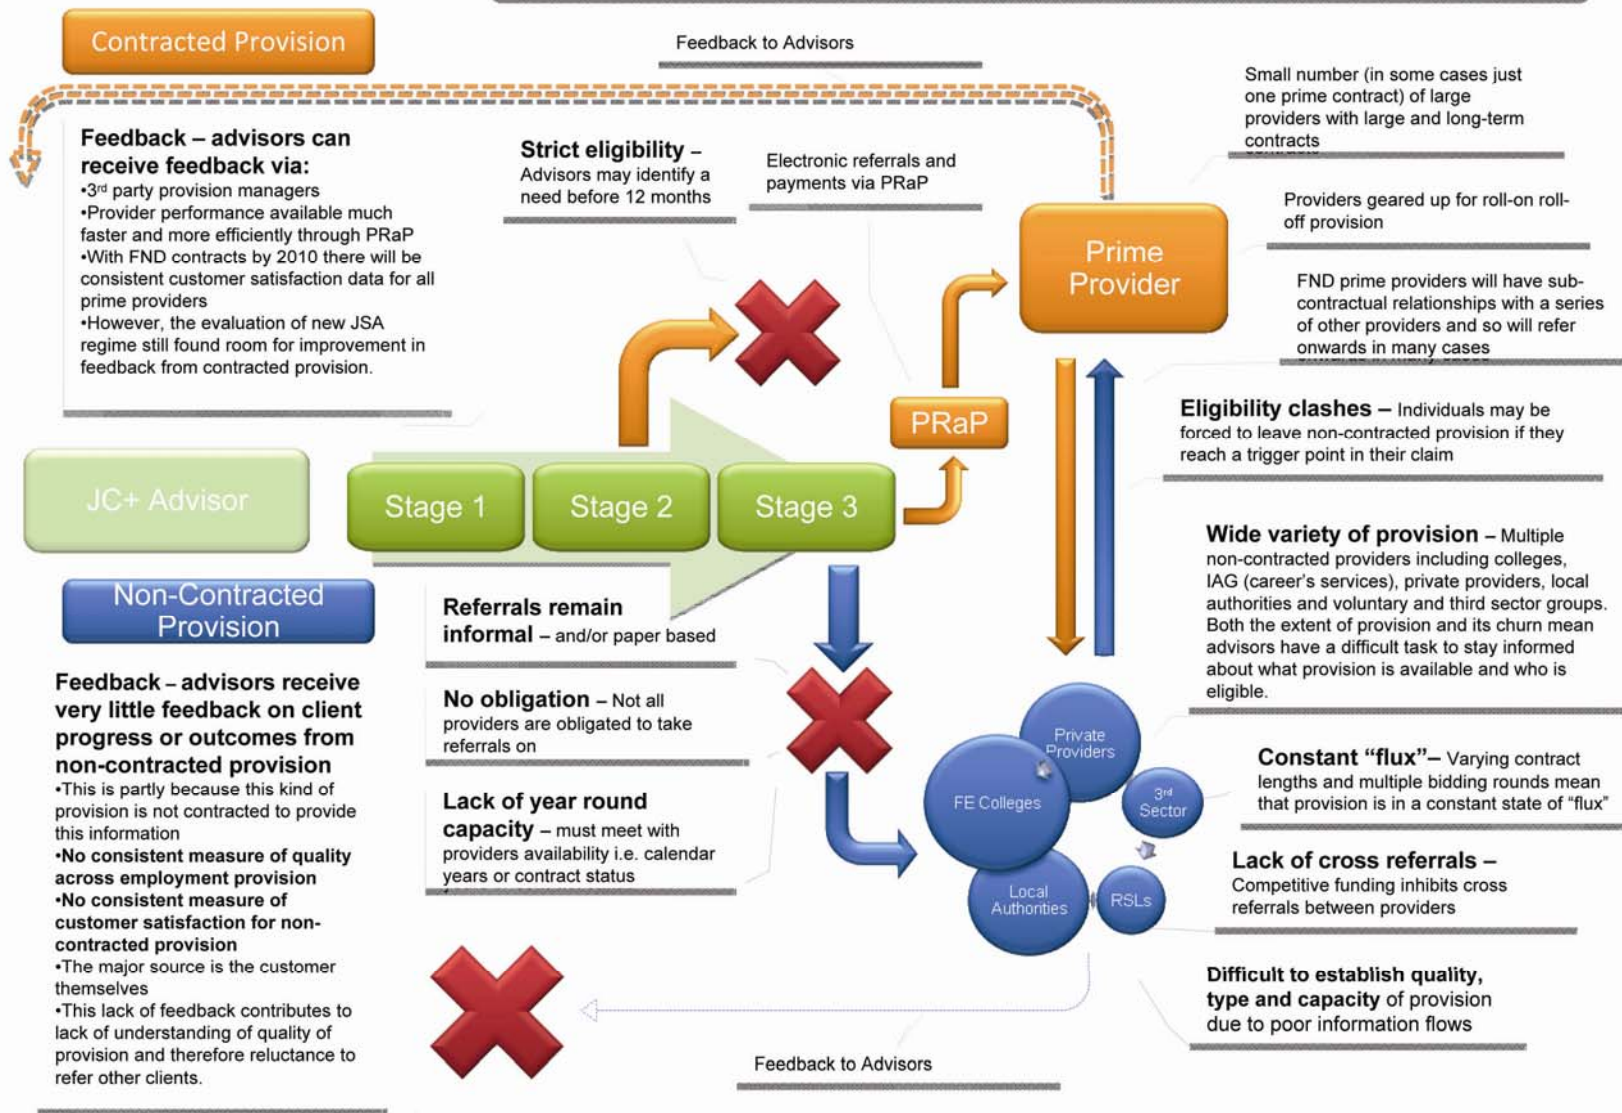 Contracted Provision
Feedback to Advisors
Small number (in some cases just
one prime contract) of large
providers with large and long-term
contracts
Feedback – advisors can
receive feedback via:
•3rd party provision managers
•Provider performance available much
faster and more efficiently through PRaP
•With FND contracts by 2010 there will be
consistent customer satisfaction data for all
prime providers
•However, the evaluation of new JSA
regime still found room for improvement in
feedback from contracted provision.
Strict eligibility –
Advisors may identify a
need before 12 months
Electronic referrals and
payments via PRaP
Prime
Provider
Providers geared up for roll-on roll-
off provision
FND prime providers will have sub-
contractual relationships with a series
of other providers and so will refer
onwards in many cases
PRaP
Eligibility clashes – Individuals may be
forced to leave non-contracted provision if they
reach a trigger point in their claim
JC+ Advisor
Stage 1
Stage 2
Stage 3
Wide variety of provision – Multiple
non-contracted providers including colleges,
IAG (career's services), private providers, local
authorities and voluntary and third sector groups.
Both the extent of provision and its churn mean
advisors have a difficult task to stay informed
about what provision is available and who is
eligible.
Non-Contracted
Provision
Referrals remain
informal – and/or paper based
No obligation – Not all
providers are obligated to take
referrals on
Lack of year round
capacity – must meet with
providers availability i.e. calendar
years or contract status
Feedback – advisors receive
very little feedback on client
progress or outcomes from
non-contracted provision
•This is partly because this kind of
provision is not contracted to provide
this information
•No consistent measure of quality
across employment provision
•No consistent measure of
customer satisfaction for non-
contracted provision
•The major source is the customer
themselves
•This lack of feedback contributes to
lack of understanding of quality of
provision and therefore reluctance to
refer other clients.
Private
Providers
FE Colleges
3rd
Sector
Local
Authorities
RSLs
Constant "flux"– Varying contract
lengths and multiple bidding rounds mean
that provision is in a constant state of "flux"
Lack of cross referrals –
Competitive funding inhibits cross
referrals between providers
Difficult to establish quality,
type and capacity of provision
due to poor information flows
Feedback to Advisors